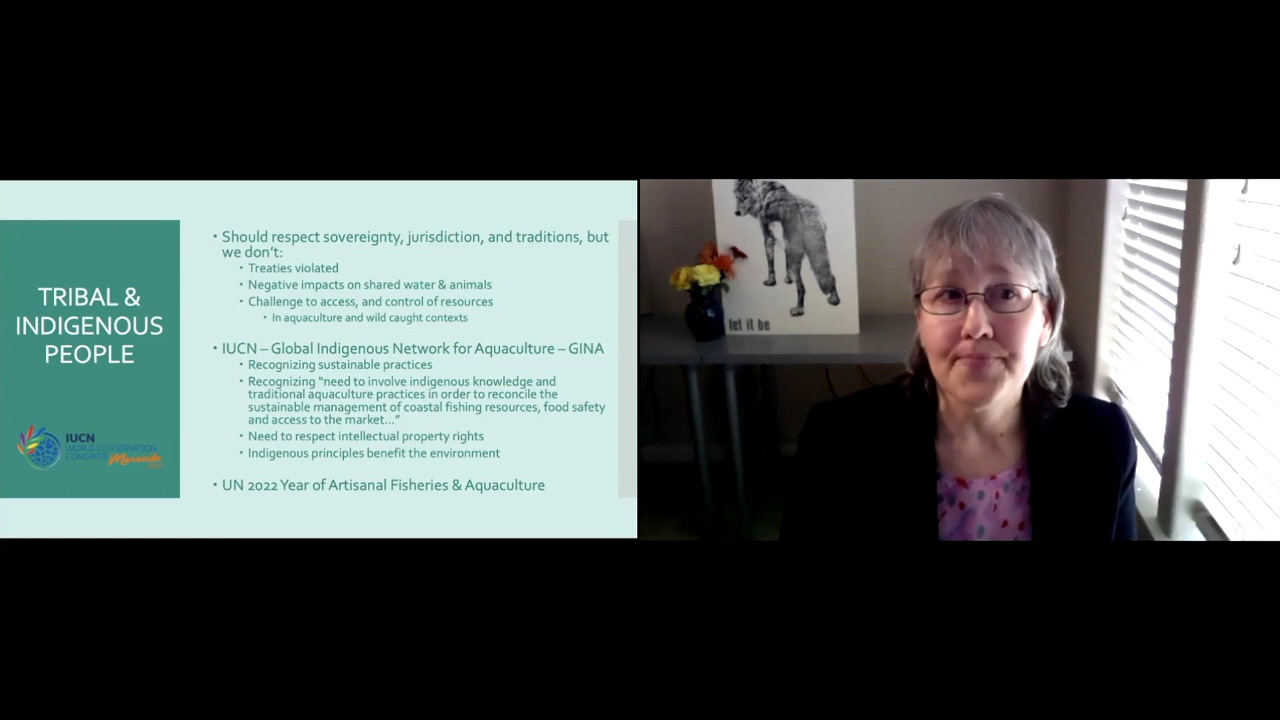 TRIBAL &
INDIGENOUS
PEOPLE
IUCN
WORLD CONSERVATION
CONGRESS
• Should respect sovereignty, jurisdiction, and traditions, but
we don't:
• Treaties violated
• Negative impacts on shared water & animals
• Challenge to access, and control of resources
• In aquaculture and wild caught contexts
• IUCN – Global Indigenous Network for Aquaculture – GINA
• Recognizing sustainable practices
• Recognizing "need to involve indigenous knowledge and
traditional aquaculture practices in order to reconcile the
sustainable management of coastal fishing resources, food safety
and access to the market..."
• Need to respect intellectual property rights
• Indigenous principles benefit the environment
• UN 2022 Year of Artisanal Fisheries & Aquaculture
let it be